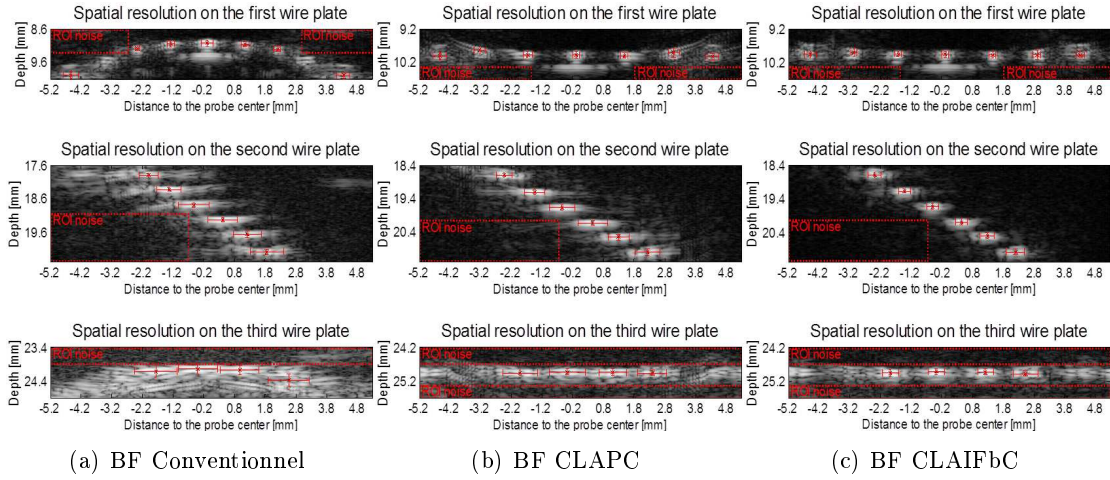 Spatial resolution on the first wire plate
Spatial resolution on the first wire plate
Spatial resolution on the first wire plate
8.6
9.6
Depth [mm]
ROI noise
ROI noise
-5.2 -4.2 -3.2 -2.2 -1.2 -0.2 0.8 1.8 2.8 3.8 4.8
Distance to the probe center [mm]
9.2
10.2
Depth [mm]
ROI noise
ROI noise
-5.2 -4.2 -3.2 -2.2 -1.2 -0.2 0.8 1.8 2.8 3.8 4.8
Distance to the probe center [mm]
9.2
10.2
Depth [mm]
ROI noise
ROI noise
-5.2 -4.2 -3.2 -2.2 -1.2 -0.2 0.8 1.8 2.8 3.8 4.8
Distance to the probe center [mm]
Spatial resolution on the second wire plate
Spatial resolution on the second wire plate
Spatial resolution on the second wire plate
17.6
18.6
19.6
Depth [mm]
ROI noise
-5.2 -4.2 -3.2 -2.2 -1.2 -0.2 0.8 1.8 2.8 3.8 4.8
Distance to the probe center [mm]
18.4
19.4
20.4
Depth [mm]
ROI noise
-5.2 -4.2 -3.2 -2.2 -1.2 -0.2 0.8 1.8 2.8 3.8 4.8
Distance to the probe center [mm]
18.4
19.4
20.4
Depth [mm]
ROI noise
-5.2 -4.2 -3.2 -2.2 -1.2 -0.2 0.8 1.8 2.8 3.8 4.8
Distance to the probe center [mm]
Spatial resolution on the third wire plate
Spatial resolution on the third wire plate
Spatial resolution on the third wire plate
23.4
24.4
Depth [mm]
ROI noise
-5.2 -4.2 -3.2 -2.2 -1.2 -0.2 0.8 1.8 2.8 3.8 4.8
Distance to the probe center [mm]
24.2
25.2
Depth [mm]
ROI noise
ROI noise
-5.2 -4.2 -3.2 -2.2 -1.2 -0.2 0.8 1.8 2.8 3.8 4.8
Distance to the probe center [mm]
24.2
25.2
Depth [mm]
ROI noise
ROI noise
-5.2 -4.2 -3.2 -2.2 -1.2 -0.2 0.8 1.8 2.8 3.8 4.8
Distance to the probe center [mm]
(a) BF Conventionnel
(b) BF CLAPC
(c) BF CLAIFbC